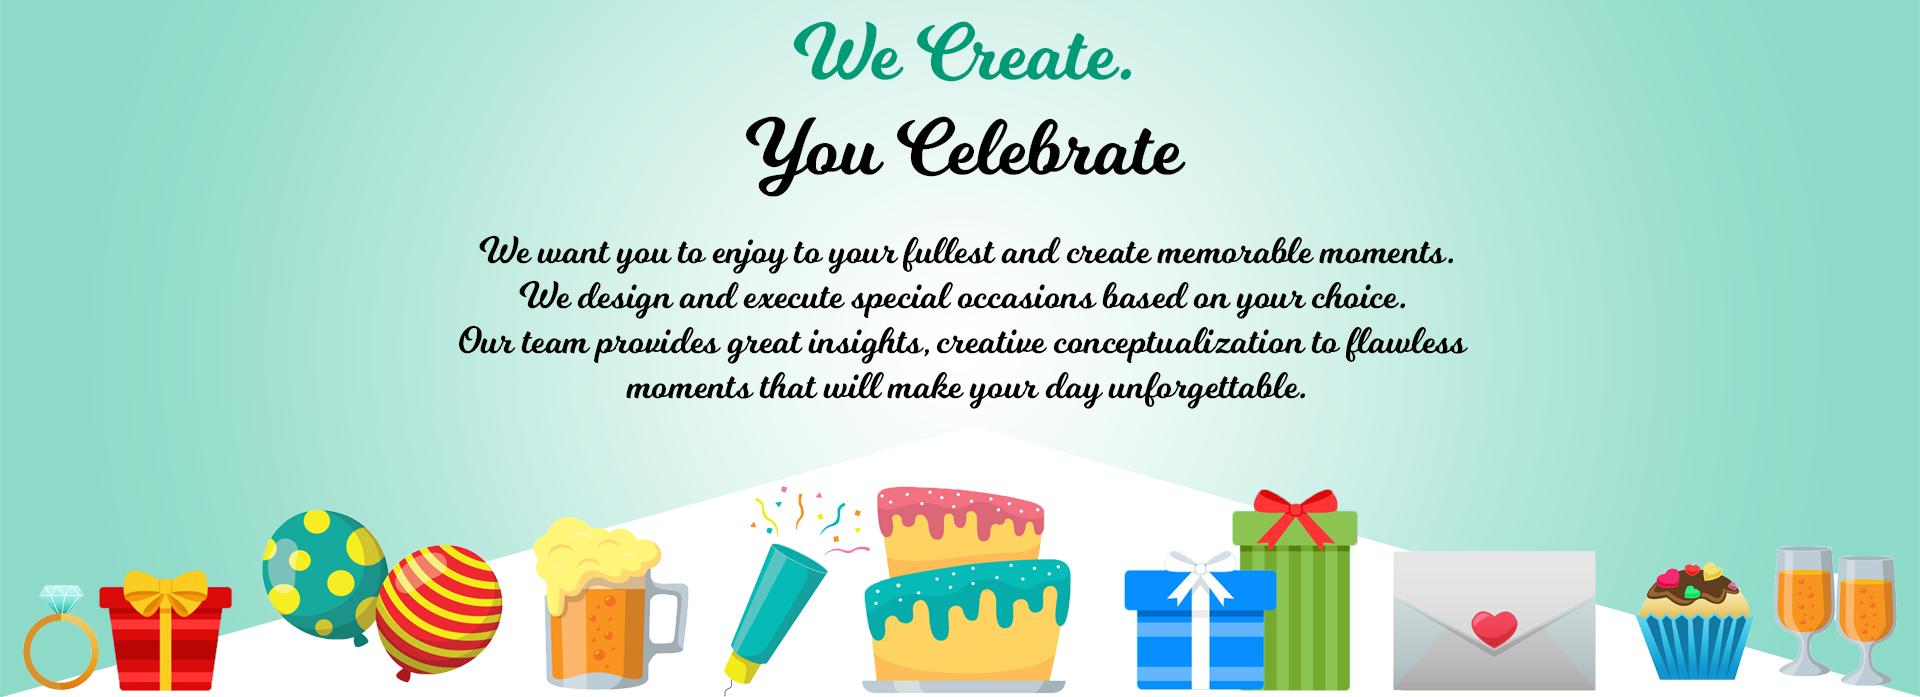 We Create.
You Celebrate
We want you to enjoy to your fullest and create memorable moments.
We design and execute special occasions based on your choice.
Our team provides great insights, creative conceptualization to flawless
moments that will make your day unforgettable.